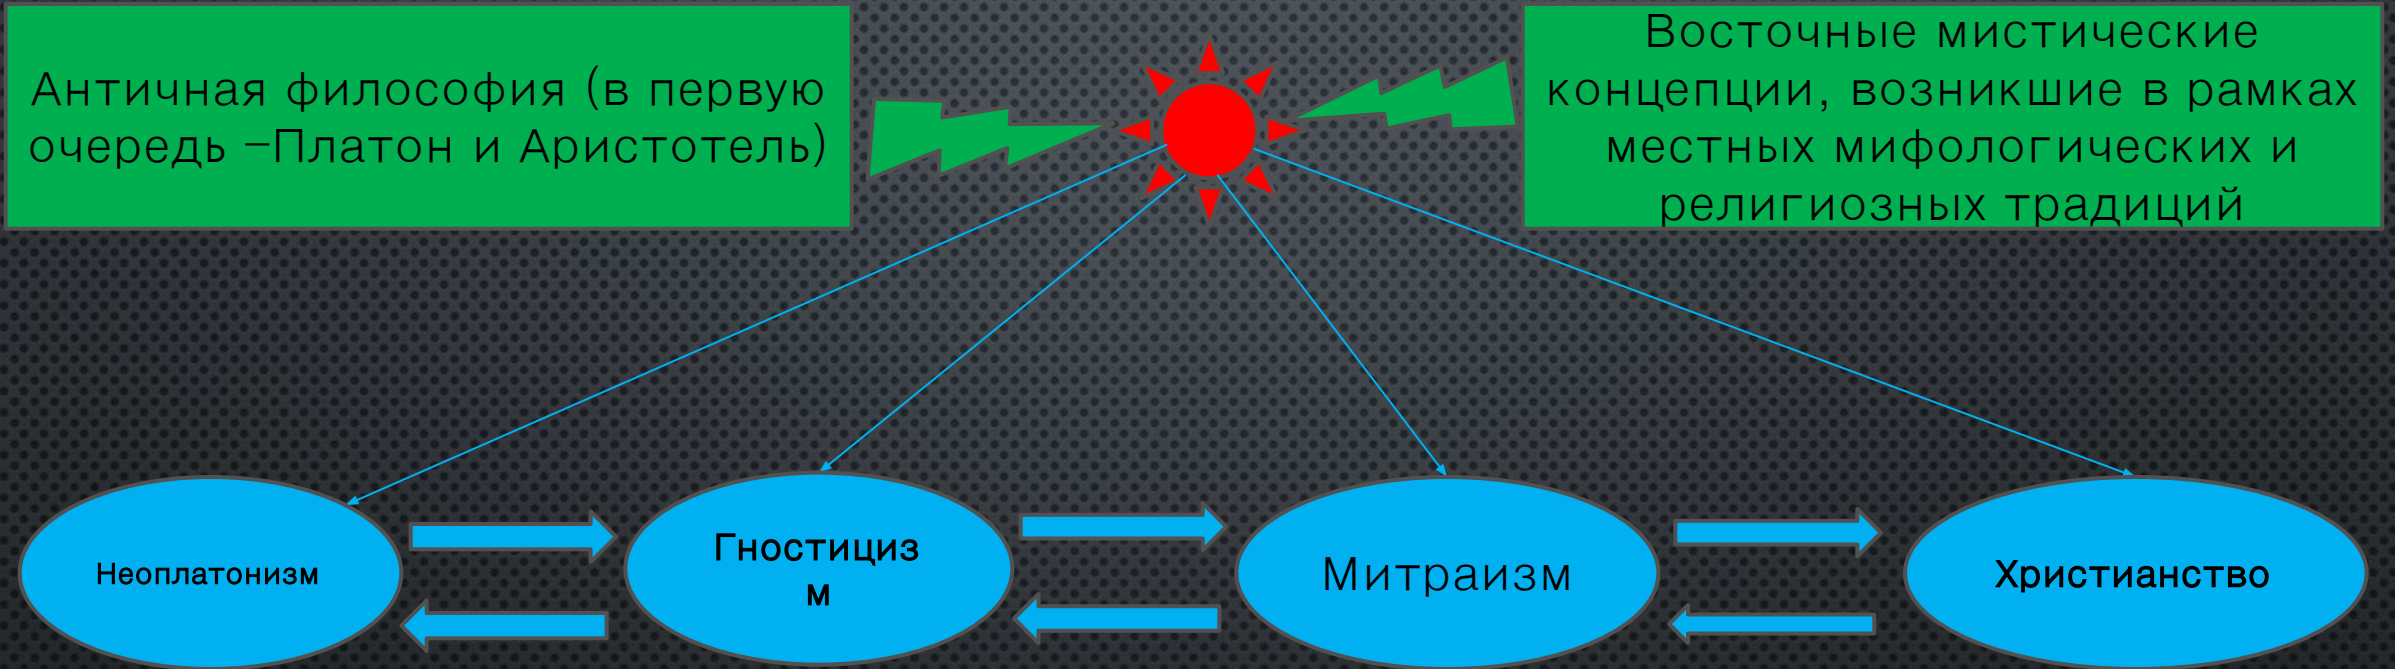 Античная философия (в первую
очередь –Платон и Аристотель)
Восточные мистические
концепции, возникшие в рамках
местных мифологических и
религиозных традиций
Неоплатонизм
Гностициз
м
Митраизм
Христианство